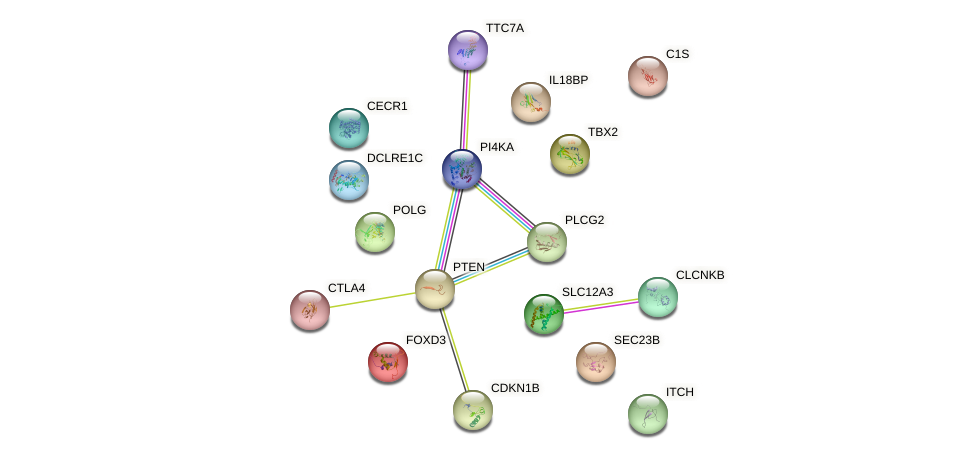 TTC7A
C1S
IL18BP
CECR1
TBX2
PI4KA
DCLRE1C
POLG
PLCG2
PTEN
CLCNKB
CTLA4
SLC12A3
FOXD3
SEC23B
CDKN1B
ITCH